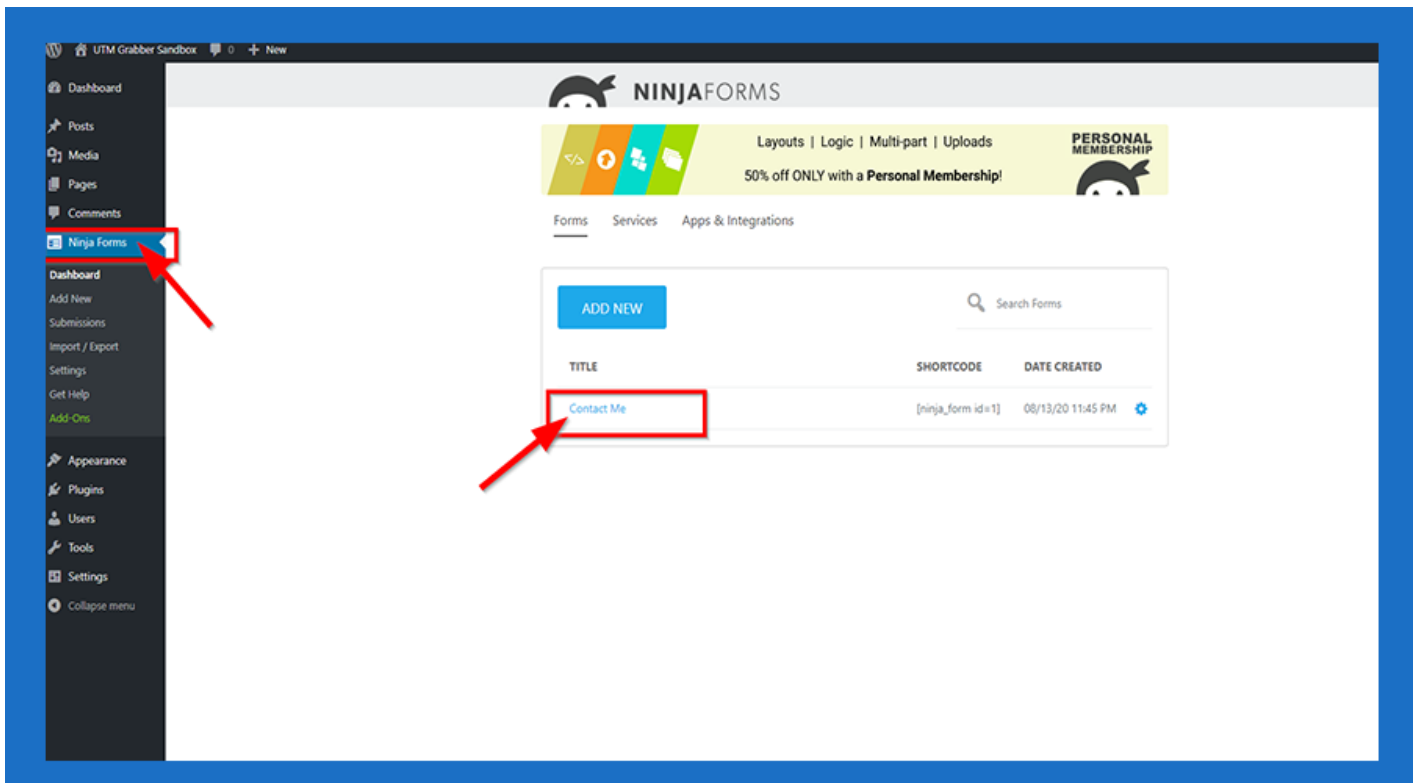 UTM Grabber Sandbox 0 + New
Dashboard
Posts
Media
Pages
Comments
Ninja Forms
Dashboard
Add New
Submissions
Import / Export
Settings
Get Help
Add-Ons
Appearance
Plugins
Users
Tools
Settings
Collapse menu
NINJAFORMS
Layouts | Logic | Multi-part | Uploads
50% off ONLY with a Personal Membership!
PERSONAL
MEMBERSHIP
Forms Services Apps & Integrations
ADD NEW
Search Forms
TITLE SHORTCODE DATE CREATED
Contact Me [ninja_form id=1] 08/13/20 11:45 PM